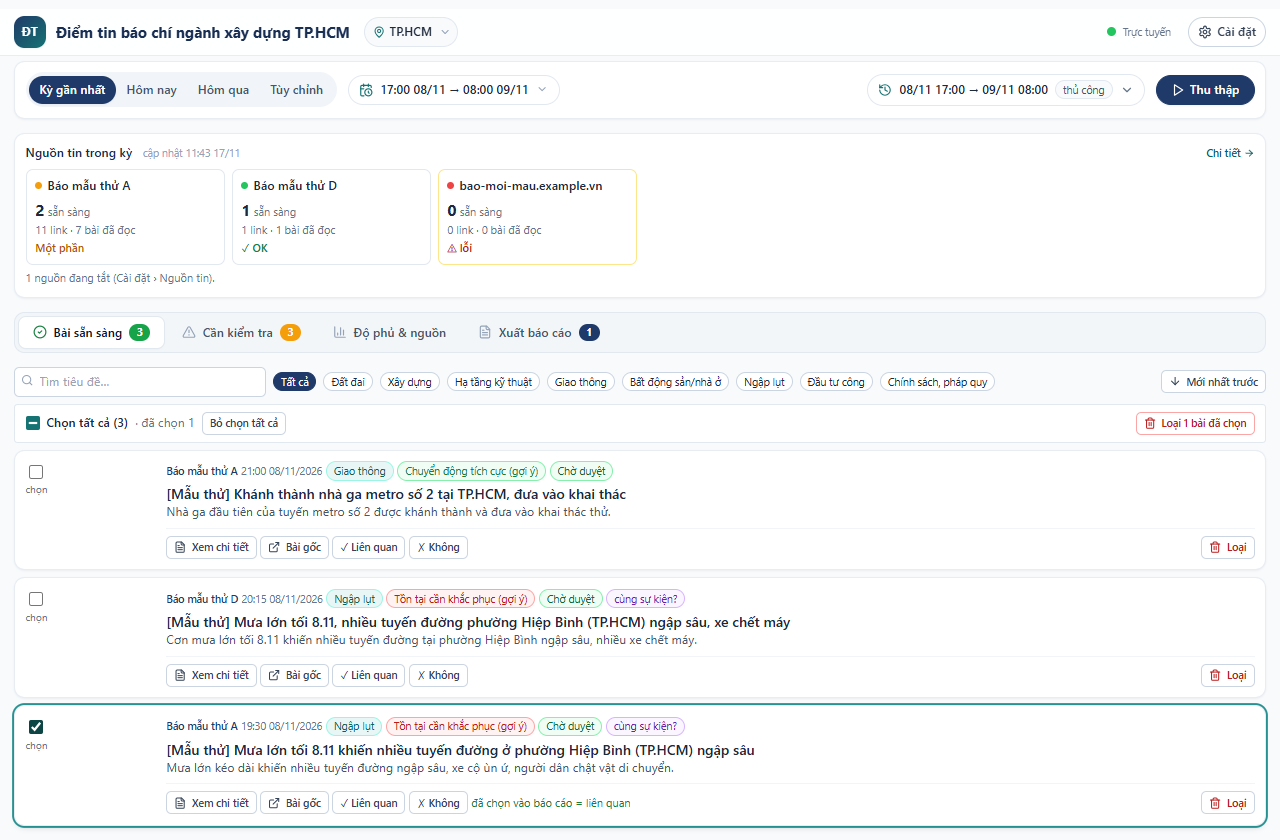 ĐT Điểm tin báo chí ngành xây dựng TP.HCM TP.HCM Trực tuyến Cài đặt
Kỳ gần nhất Hôm nay Hôm qua Tùy chỉnh 17:00 08/11 → 08:00 09/11 08/11 17:00 → 09/11 08:00 thủ công Thu thập
Nguồn tin trong kỳ cập nhật 11:43 17/11 Chi tiết →
Báo mẫu thử A
2 sẵn sàng
11 link · 7 bài đã đọc
Một phần
Báo mẫu thử D
1 sẵn sàng
1 link · 1 bài đã đọc
✓ OK
bao-moi-mau.example.vn
0 sẵn sàng
0 link · 0 bài đã đọc
⚠ lỗi
1 nguồn đang tắt (Cài đặt › Nguồn tin).
Bài sẵn sàng 3 Cần kiểm tra 3 Độ phủ & nguồn Xuất báo cáo 1
Tìm tiêu đề... Tất cả Đất đai Xây dựng Hạ tầng kỹ thuật Giao thông Bất động sản/nhà ở Ngập lụt Đầu tư công Chính sách, pháp quy Mới nhất trước
Chọn tất cả (3) · đã chọn 1 Bỏ chọn tất cả Loại 1 bài đã chọn
chọn
Báo mẫu thử A 21:00 08/11/2026 Giao thông Chuyển động tích cực (gợi ý) Chờ duyệt
[Mẫu thử] Khánh thành nhà ga metro số 2 tại TP.HCM, đưa vào khai thác
Nhà ga đầu tiên của tuyến metro số 2 được khánh thành và đưa vào khai thác thử.
Xem chi tiết Bài gốc ✓ Liên quan ✗ Không Loại
chọn
Báo mẫu thử D 20:15 08/11/2026 Ngập lụt Tồn tại cần khắc phục (gợi ý) Chờ duyệt cùng sự kiện?
[Mẫu thử] Mưa lớn tối 8.11, nhiều tuyến đường phường Hiệp Bình (TP.HCM) ngập sâu, xe chết máy
Cơn mưa lớn tối 8.11 khiến nhiều tuyến đường tại phường Hiệp Bình ngập sâu, nhiều xe chết máy.
Xem chi tiết Bài gốc ✓ Liên quan ✗ Không Loại
chọn
Báo mẫu thử A 19:30 08/11/2026 Ngập lụt Tồn tại cần khắc phục (gợi ý) Chờ duyệt cùng sự kiện?
[Mẫu thử] Mưa lớn tối 8.11 khiến nhiều tuyến đường ở phường Hiệp Bình (TP.HCM) ngập sâu
Mưa lớn kéo dài khiến nhiều tuyến đường ngập sâu, xe cộ ùn ứ, người dân chật vật di chuyển.
Xem chi tiết Bài gốc ✓ Liên quan ✗ Không đã chọn vào báo cáo = liên quan Loại